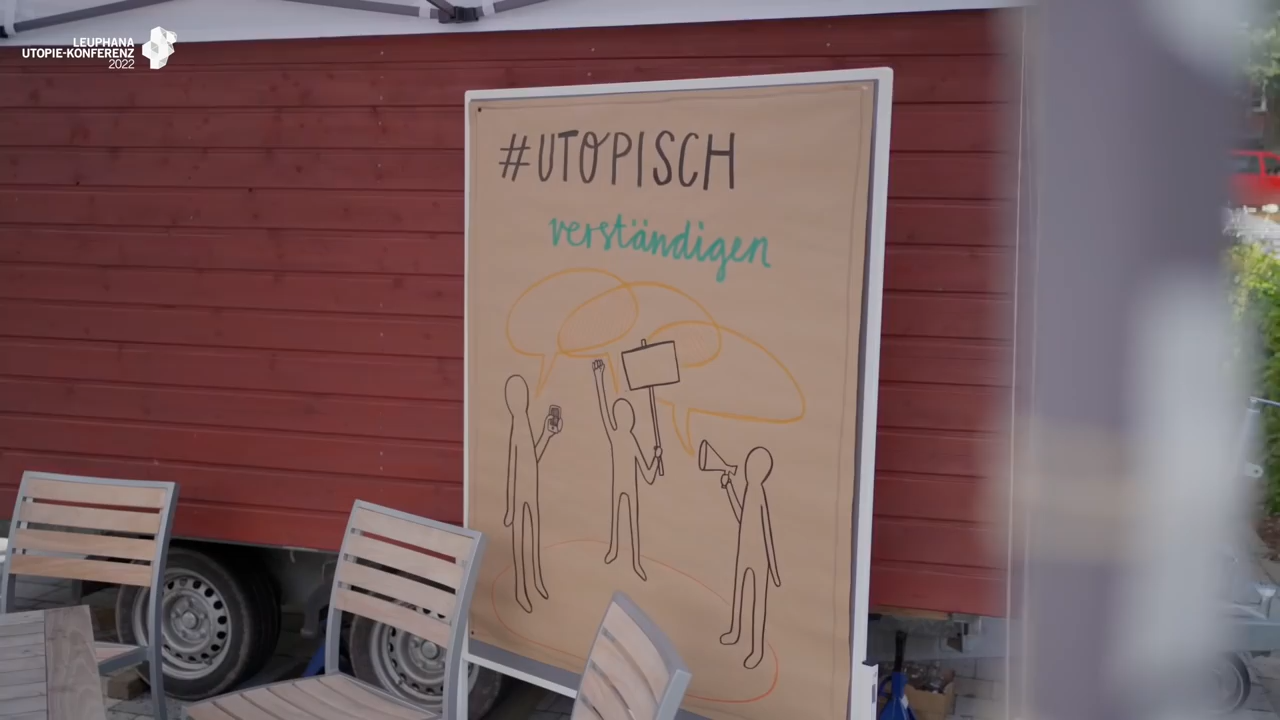 LEUPHANA
UTOPIE-KONFERENZ
2022
#UTOPISCH
verständigen